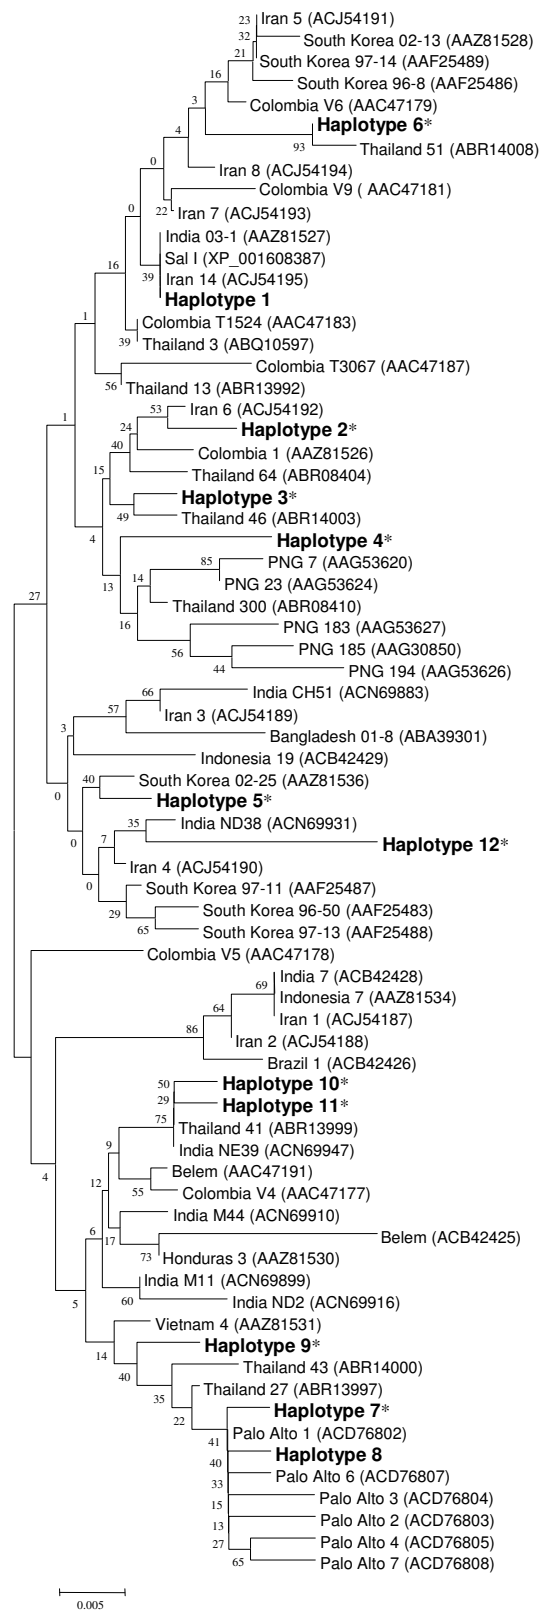 23 Iran 5 (ACJ54191)
32 South Korea 02-13 (AAZ81528)
South Korea 97-14 (AAF25489)
21
South Korea 96-8 (AAF25486)
16
Colombia V6 (AAC47179)
3
Haplotype 6*
93 Thailand 51 (ABR14008)
4
Iran 8 (ACJ54194)
0
Colombia V9 ( AAC47181)
22 Iran 7 (ACJ54193)
0
India 03-1 (AAZ81527)
Sal I (XP_001608387)
39 Iran 14 (ACJ54195)
Haplotype 1
16
Colombia T1524 (AAC47183)
39 Thailand 3 (ABQ10597)
1
Colombia T3067 (AAC47187)
56 Thailand 13 (ABR13992)
1
53 Iran 6 (ACJ54192)
24 Haplotype 2*
40 Colombia 1 (AAZ81526)
15 Thailand 64 (ABR08404)
Haplotype 3*
49 Thailand 46 (ABR14003)
4
Haplotype 4*
85 PNG 7 (AAG53620)
13 14 PNG 23 (AAG53624)
Thailand 300 (ABR08410)
16 PNG 183 (AAG53627)
56 PNG 185 (AAG30850)
44 PNG 194 (AAG53626)
27
66 India CH51 (ACN69883)
57 Iran 3 (ACJ54189)
3 Bangladesh 01-8 (ABA39301)
Indonesia 19 (ACB42429)
0
40 South Korea 02-25 (AAZ81536)
Haplotype 5*
0
35 India ND38 (ACN69931)
7 Haplotype 12*
Iran 4 (ACJ54190)
0
South Korea 97-11 (AAF25487)
29 South Korea 96-50 (AAF25483)
65 South Korea 97-13 (AAF25488)
Colombia V5 (AAC47178)
69 India 7 (ACB42428)
Indonesia 7 (AAZ81534)
64 Iran 1 (ACJ54187)
86 Iran 2 (ACJ54188)
Brazil 1 (ACB42426)
4
50 Haplotype 10*
29 Haplotype 11*
75 Thailand 41 (ABR13999)
India NE39 (ACN69947)
9
Belem (AAC47191)
55 Colombia V4 (AAC47177)
12
India M44 (ACN69910)
17 Belem (ACB42425)
73 Honduras 3 (AAZ81530)
6
India M11 (ACN69899)
60 India ND2 (ACN69916)
5
Vietnam 4 (AAZ81531)
14 Haplotype 9*
40 Thailand 43 (ABR14000)
35 Thailand 27 (ABR13997)
22 Haplotype 7*
41 Palo Alto 1 (ACD76802)
40 Haplotype 8
33 Palo Alto 6 (ACD76807)
15 Palo Alto 3 (ACD76804)
13 Palo Alto 2 (ACD76803)
27 Palo Alto 4 (ACD76805)
65 Palo Alto 7 (ACD76808)
0.005